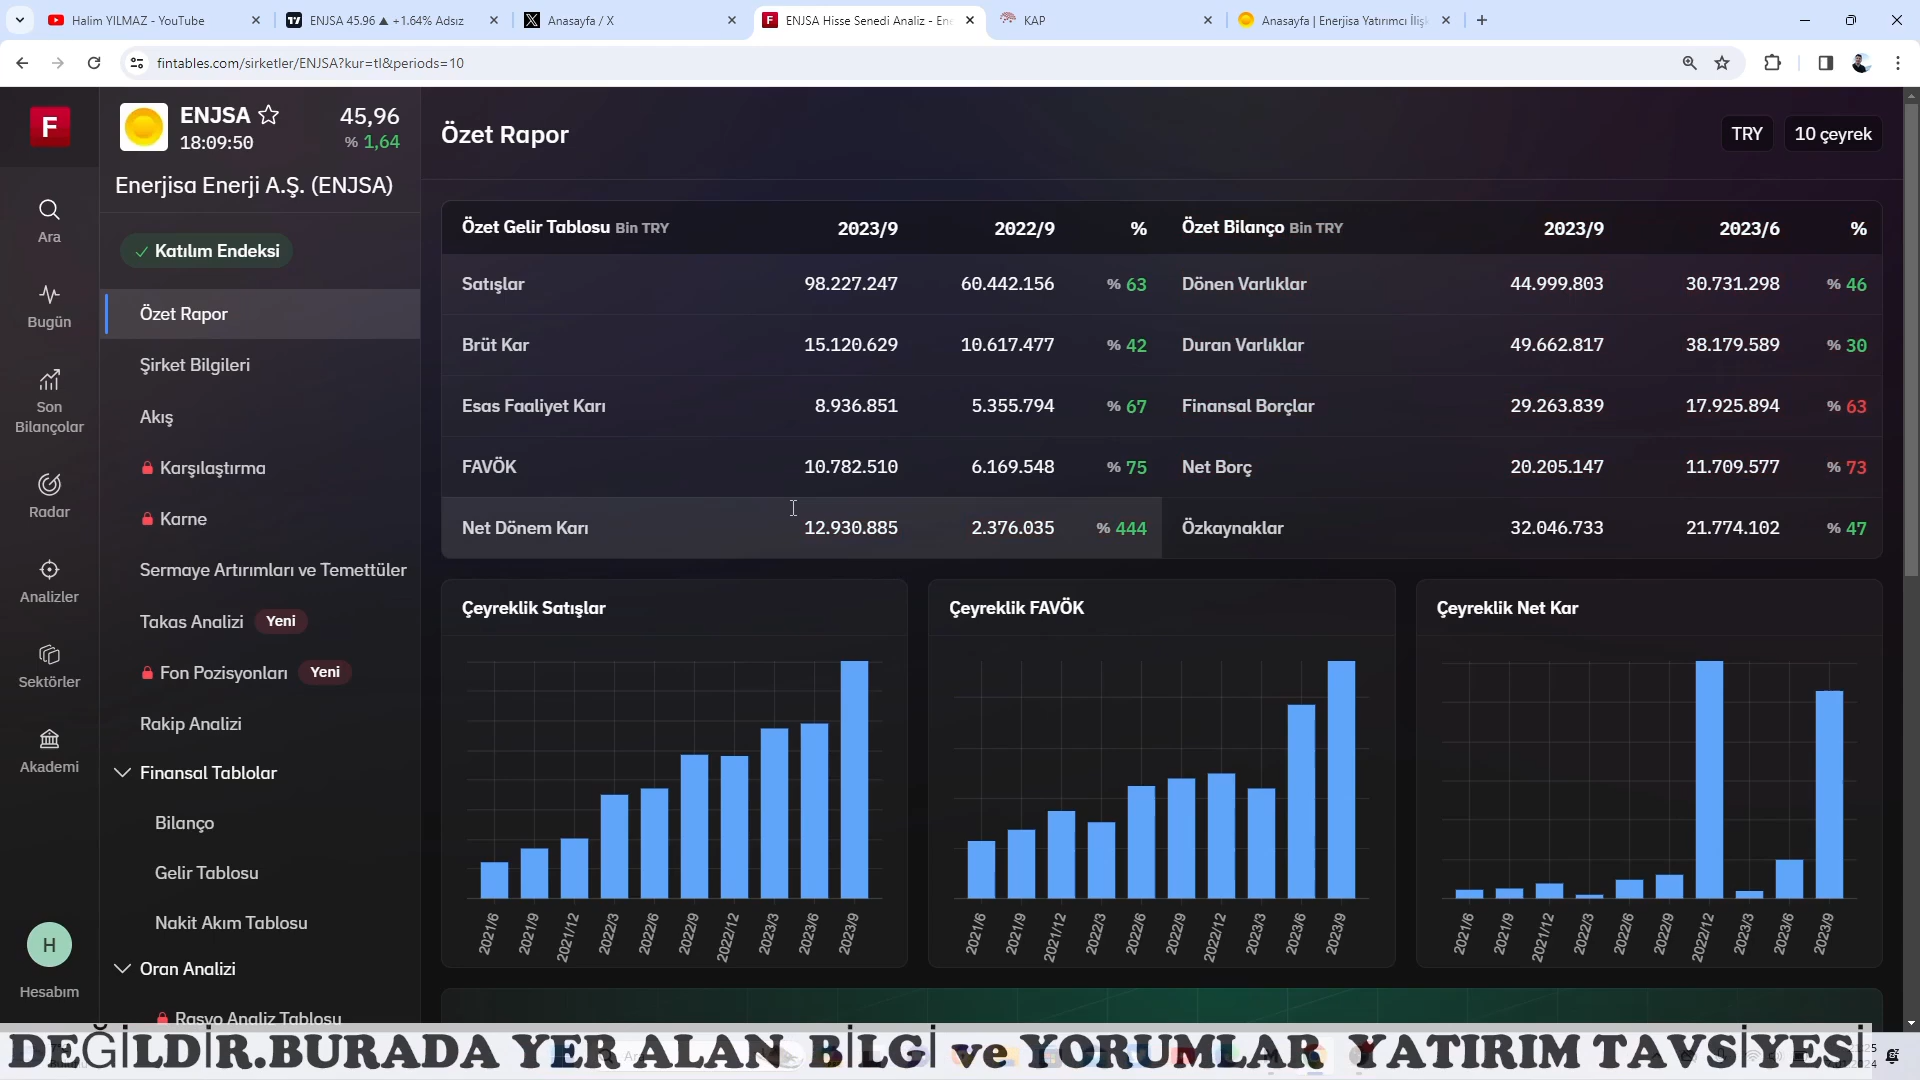 Halim YILMAZ - YouTube
ENJSA 45.96 ▲ +1.64% Adsız
Anasayfa / X
ENJSA Hisse Senedi Analiz - Ene
KAP
Anasayfa | Enerjisa Yatırımcı İliş
fintables.com/sirketler/ENJSA?kur=tl&periods=10
F
Ara
Bugün
Son
Bilançolar
Radar
Analizler
Sektörler
Akademi
H
Hesabım
ENJSA 45,96
18:09:50 % 1,64
Enerjisa Enerji A.Ş. (ENJSA)
Katılım Endeksi
Özet Rapor
Şirket Bilgileri
Akış
Karşılaştırma
Karne
Sermaye Artırımları ve Temettüler
Takas Analizi Yeni
Fon Pozisyonları Yeni
Rakip Analizi
Finansal Tablolar
Bilanço
Gelir Tablosu
Nakit Akım Tablosu
Oran Analizi
Rasyo Analiz Tablosu
Özet Rapor
TRY 10 çeyrek
Özet Gelir Tablosu Bin TRY 2023/9 2022/9 %
Satışlar 98.227.247 60.442.156 % 63
Brüt Kar 15.120.629 10.617.477 % 42
Esas Faaliyet Karı 8.936.851 5.355.794 % 67
FAVÖK 10.782.510 6.169.548 % 75
Net Dönem Karı 12.930.885 2.376.035 % 444
Özet Bilanço Bin TRY 2023/9 2023/6 %
Dönen Varlıklar 44.999.803 30.731.298 % 46
Duran Varlıklar 49.662.817 38.179.589 % 30
Finansal Borçlar 29.263.839 17.925.894 % 63
Net Borç 20.205.147 11.709.577 % 73
Özkaynaklar 32.046.733 21.774.102 % 47
Çeyreklik Satışlar
2021/6 2021/9 2021/12 2022/3 2022/6 2022/9 2022/12 2023/3 2023/6 2023/9
Çeyreklik FAVÖK
2021/6 2021/9 2021/12 2022/3 2022/6 2022/9 2022/12 2023/3 2023/6 2023/9
Çeyreklik Net Kar
2021/6 2021/9 2021/12 2022/3 2022/6 2022/9 2022/12 2023/3 2023/6 2023/9
DEĞİLDİR.BURADA YER ALAN BİLGİ ve YORUMLAR YATIRIM TAVSİYESİ